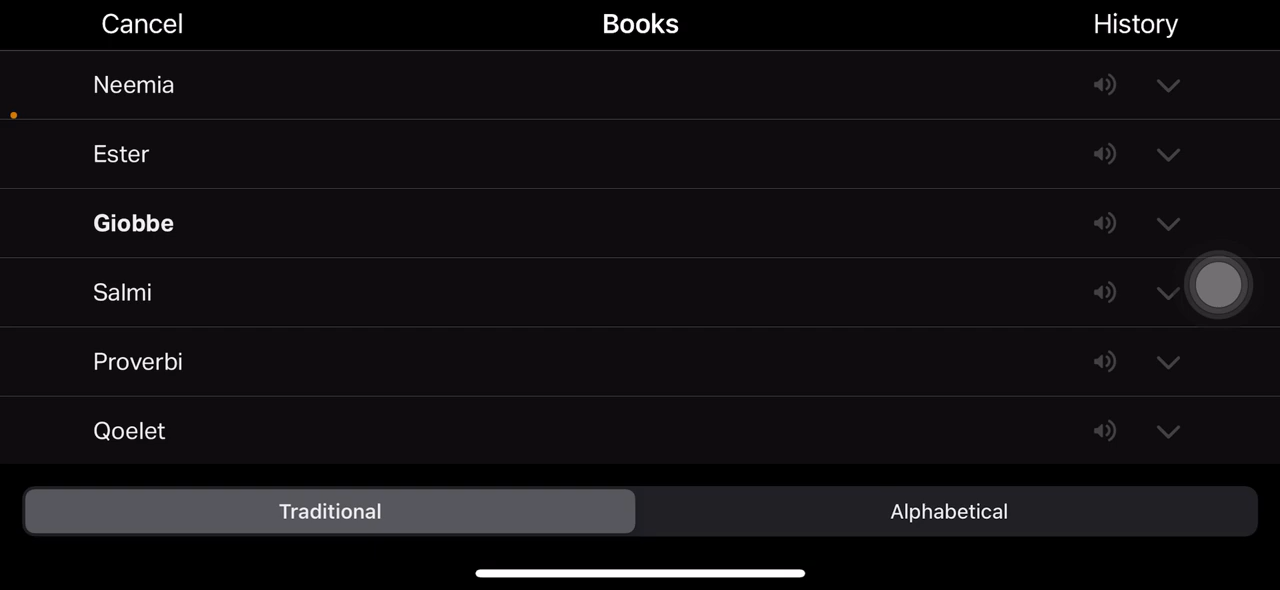 Cancel Books History
Neemia
Ester
Giobbe
Salmi
Proverbi
Qoelet
Traditional Alphabetical